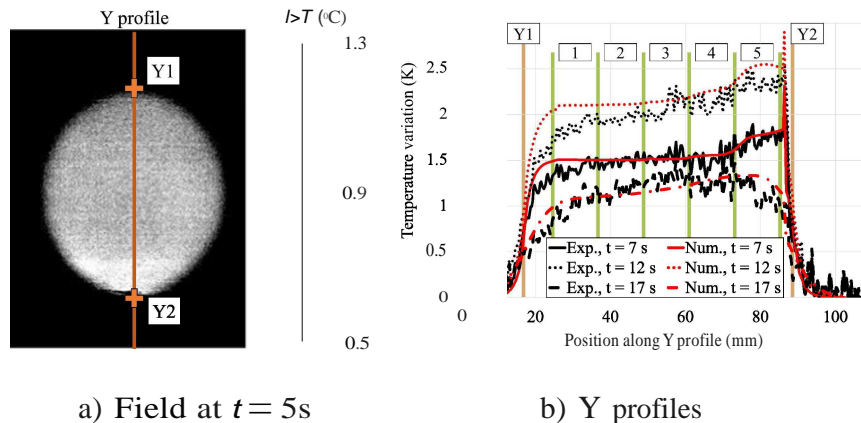 Y profile
I>T (°C)
Y1
Y2
1.3
0.9
0.5
Y1
1
2
3
4
5
Y2
Temperature variation (K)
2.5
2
1.5
1
0.5
0
Exp., t = 7 s
Num., t = 7 s
Exp., t = 12 s
Num., t = 12 s
Exp., t = 17 s
Num., t = 17 s
0
20
40
60
80
100
Position along Y profile (mm)
a) Field at t = 5s
b) Y profiles